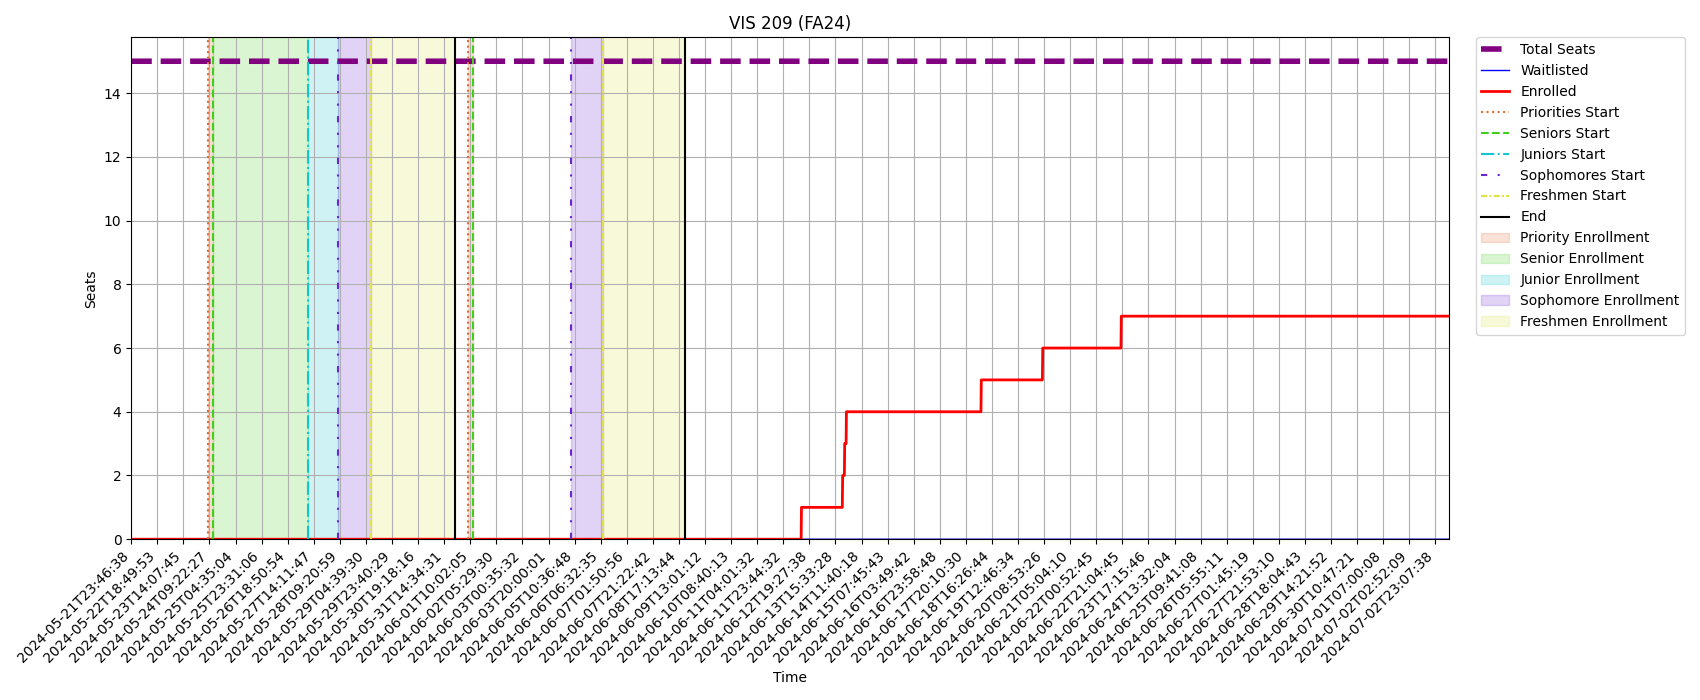 VIS 209 (FA24)
Seats
14
12
10
8
6
4
2
0
2024-05-21T23:46:38
2024-05-22T18:49:53
2024-05-23T14:07:45
2024-05-24T09:22:27
2024-05-25T04:35:04
2024-05-25T23:31:06
2024-05-26T18:50:54
2024-05-27T14:11:47
2024-05-28T09:20:59
2024-05-29T04:39:30
2024-05-29T23:40:29
2024-05-30T19:18:16
2024-05-31T14:34:31
2024-06-01T10:02:05
2024-06-02T05:29:30
2024-06-03T00:35:32
2024-06-03T20:00:01
2024-06-05T10:36:48
2024-06-06T06:32:35
2024-06-07T01:50:56
2024-06-07T21:22:42
2024-06-08T17:13:44
2024-06-09T13:01:12
2024-06-10T08:40:13
2024-06-11T04:01:32
2024-06-11T23:44:32
2024-06-12T19:27:38
2024-06-13T15:33:28
2024-06-14T11:40:18
2024-06-15T07:45:43
2024-06-16T03:49:42
2024-06-16T23:58:48
2024-06-17T20:10:30
2024-06-18T16:26:44
2024-06-19T12:46:34
2024-06-20T08:53:26
2024-06-21T05:04:10
2024-06-22T00:52:45
2024-06-22T21:04:45
2024-06-23T17:15:46
2024-06-24T13:32:04
2024-06-25T09:41:08
2024-06-26T05:55:11
2024-06-27T01:45:19
2024-06-27T21:53:10
2024-06-28T18:04:43
2024-06-29T14:21:52
2024-06-30T10:47:21
2024-07-01T07:00:08
2024-07-02T02:52:09
2024-07-02T23:07:38
Time
Total Seats
Waitlisted
Enrolled
Priorities Start
Seniors Start
Juniors Start
Sophomores Start
Freshmen Start
End
Priority Enrollment
Senior Enrollment
Junior Enrollment
Sophomore Enrollment
Freshmen Enrollment